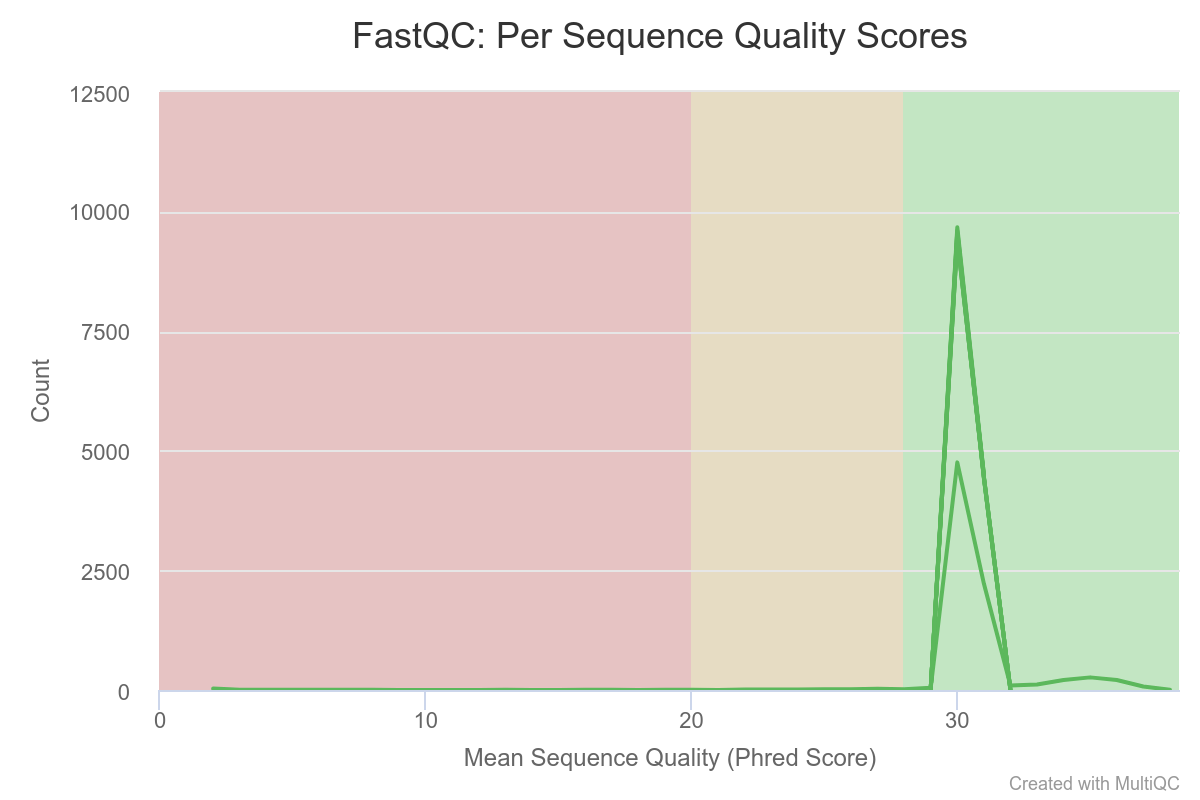 FastQC: Per Sequence Quality Scores
12500
10000
7500
5000
2500
0
Count
0 10 20 30
Mean Sequence Quality (Phred Score)
Created with MultiQC